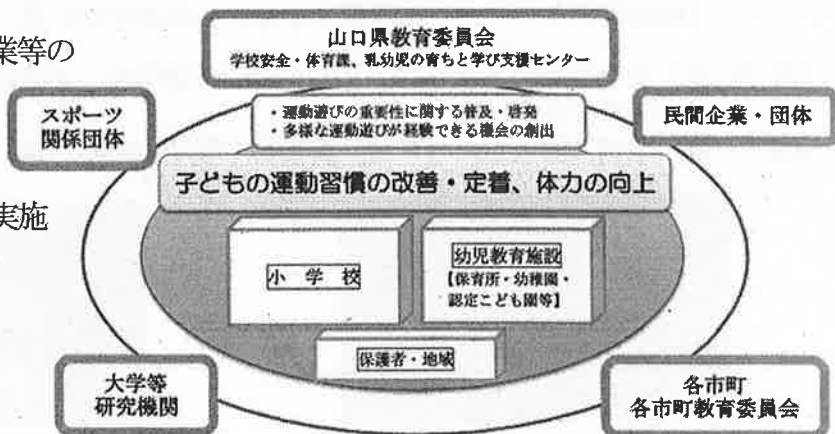 業等の
実施
山口県教育委員会
学校安全・体育課、乳幼児の育ちと学び支援センター
スポーツ
関係団体
・運動遊びの重要性に関する普及・啓発
・多様な運動遊びが経験できる機会の創出
民間企業・団体
子どもの運動習慣の改善・定着、体力の向上
小学校
幼児教育施設
【保育所・幼稚園・
認定こども園等】
保護者・地域
大学等
研究機関
各市町
各市町教育委員会